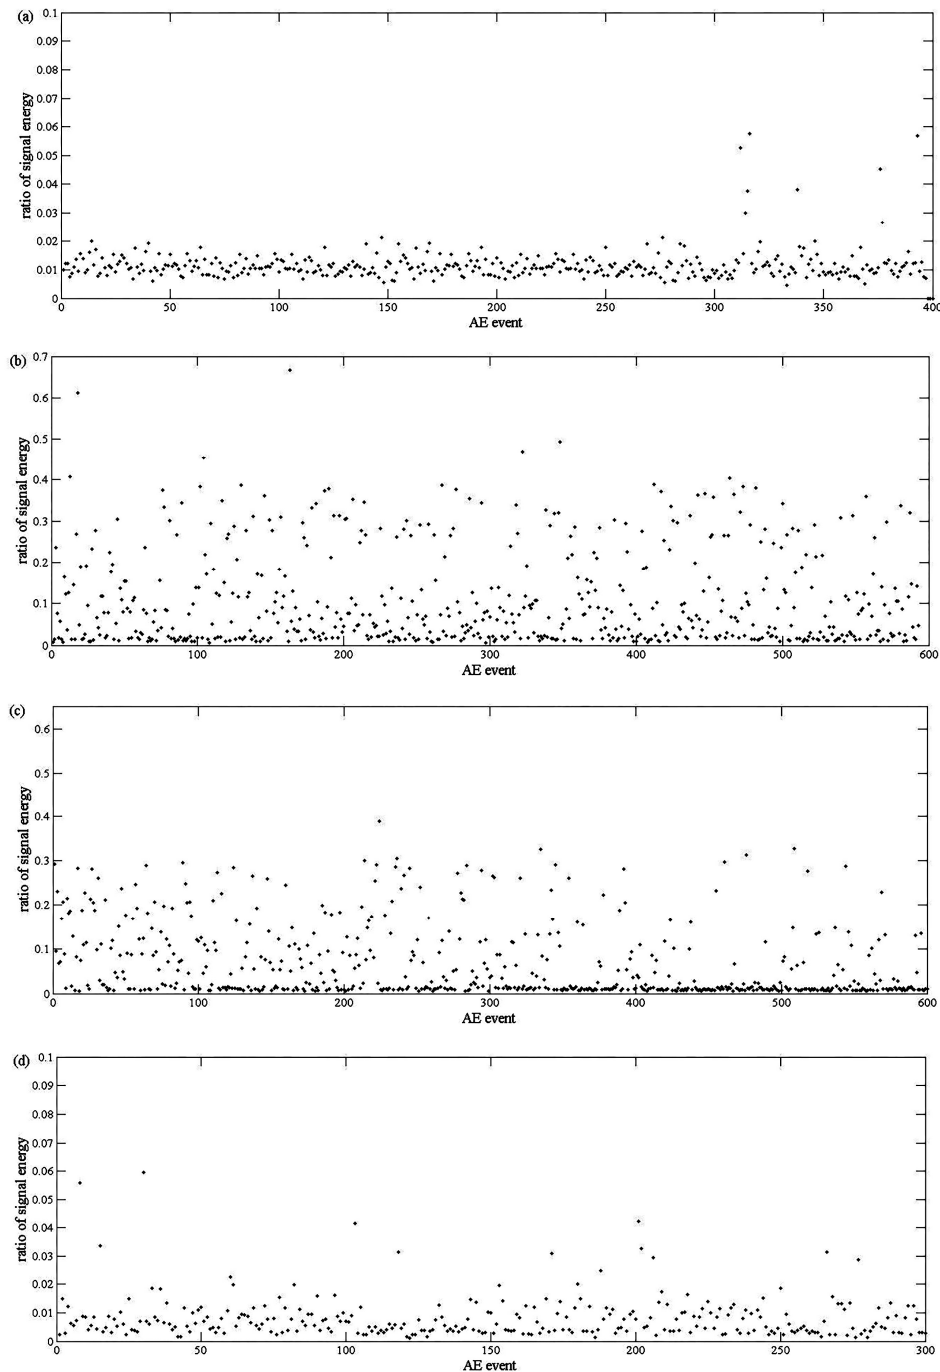 (a)
0.1
0.09
0.08
0.07
0.06
0.05
0.04
0.03
0.02
0.01
0
ratio of signal energy
0 50 100 150 200 250 300 350 400
AE event
(b)
0.7
0.6
0.5
0.4
0.3
0.2
0.1
0
ratio of signal energy
0 100 200 300 400 500 600
AE event
(c)
0.6
0.5
0.4
0.3
0.2
0.1
0
ratio of signal energy
0 100 200 300 400 500 600
AE event
(d)
0.1
0.09
0.08
0.07
0.06
0.05
0.04
0.03
0.02
0.01
0
ratio of signal energy
0 50 100 150 200 250 300
AE event